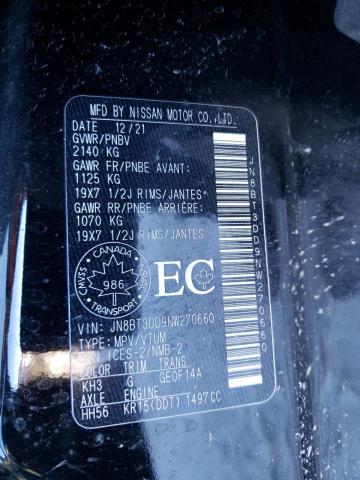 MFD BY NISSAN MOTOR CO.,LTD.
DATE 12/21
GVWR/PNBV
2140 KG
GAWR FR/PNBE AVANT:
1125 KG
19X7 1/2J RIMS/JANTES*
GAWR RR/PNBE ARRIÈRE:
1070 KG
19X7 1/2J RIMS/JANTES
CANADA
CMVSS
NSVAC
986
EC
VIN: JN8BT3DD9NW270660
TYPE: MPV/VTUM
CAN ICES-2/NMB-2
COLOR TRIM TRANS
KH3 G GE0F14A
AXLE ENGINE
HH56 KR15(DDT) 1497CC
JN8BT3DD9NW270660